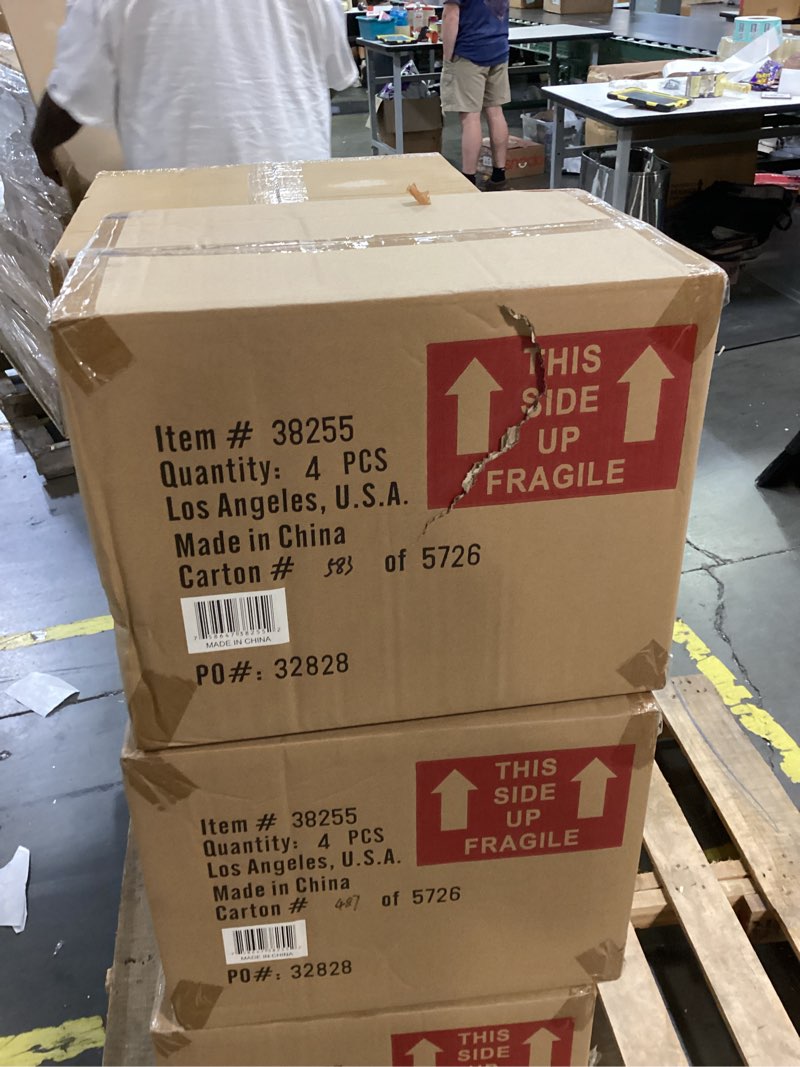 Item # 38255
Quantity: 4 PCS
Los Angeles, U.S.A.
Made in China
Carton # 583 of 5726
MADE IN CHINA
PO#: 32828
THIS
SIDE
UP
FRAGILE
Item # 38255
Quantity: 4 PCS
Los Angeles, U.S.A.
Made in China
Carton # 487 of 5726
MADE IN CHINA
PO#: 32828
THIS
SIDE
UP
FRAGILE
THIS
SIDE